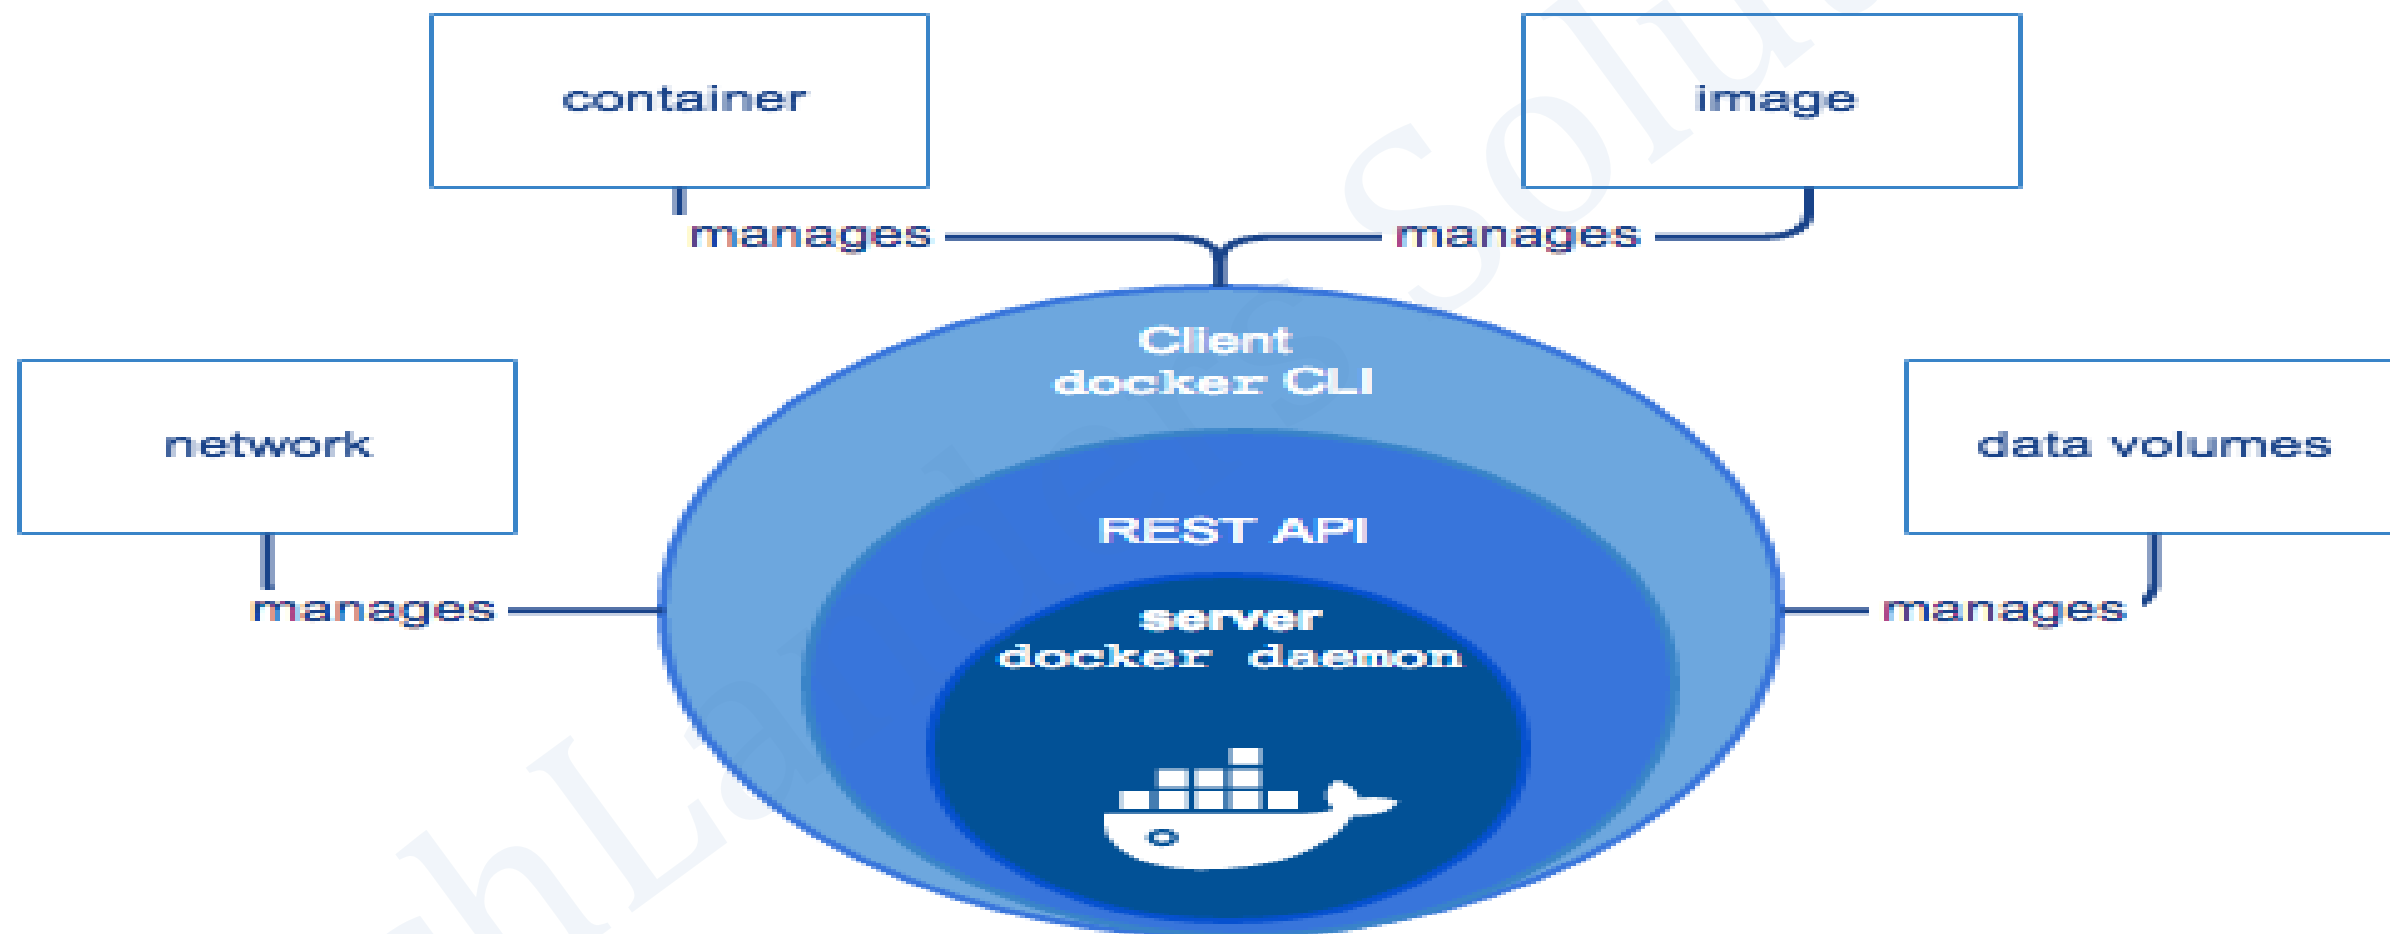 container
image
manages
manages
Client
docker CLI
network
data volumes
REST API
manages
server
docker daemon
manages